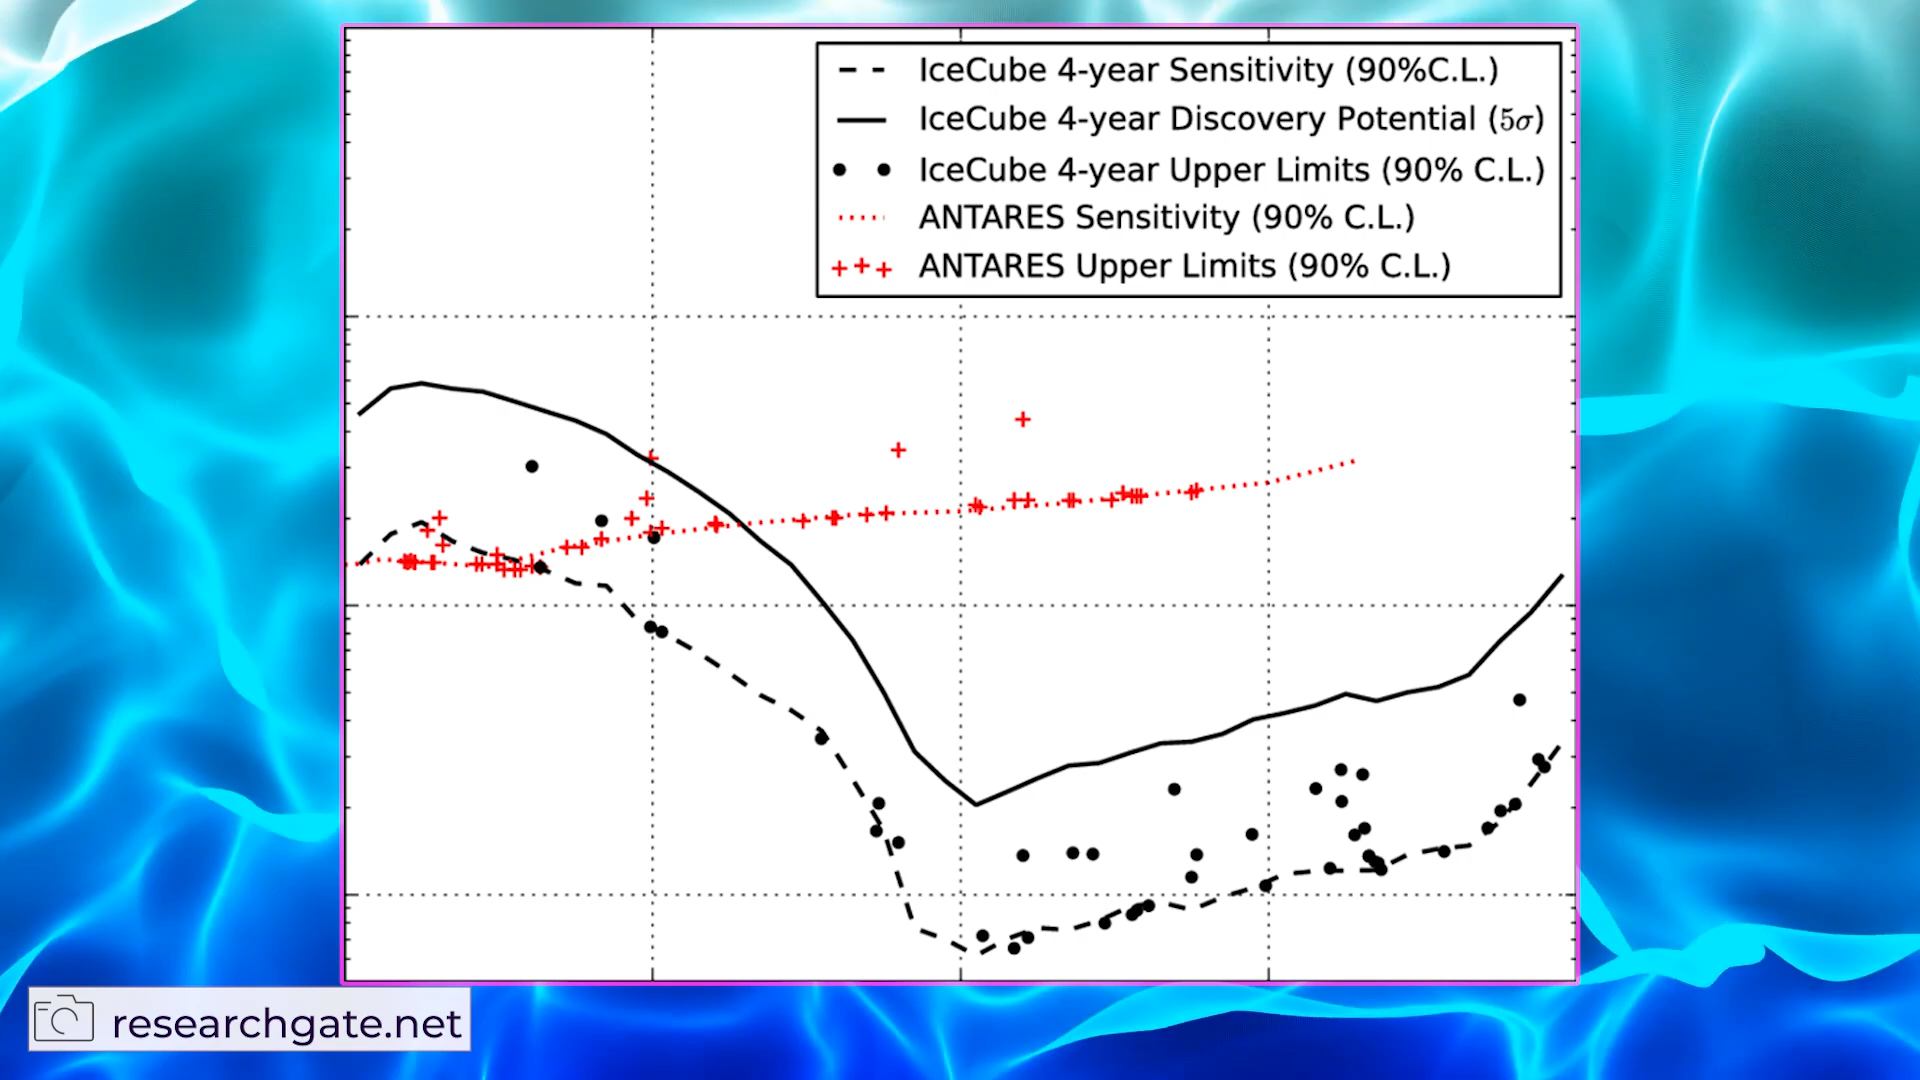 IceCube 4-year Sensitivity (90%C.L.)
IceCube 4-year Discovery Potential (5σ)
IceCube 4-year Upper Limits (90% C.L.)
ANTARES Sensitivity (90% C.L.)
ANTARES Upper Limits (90% C.L.)
researchgate.net